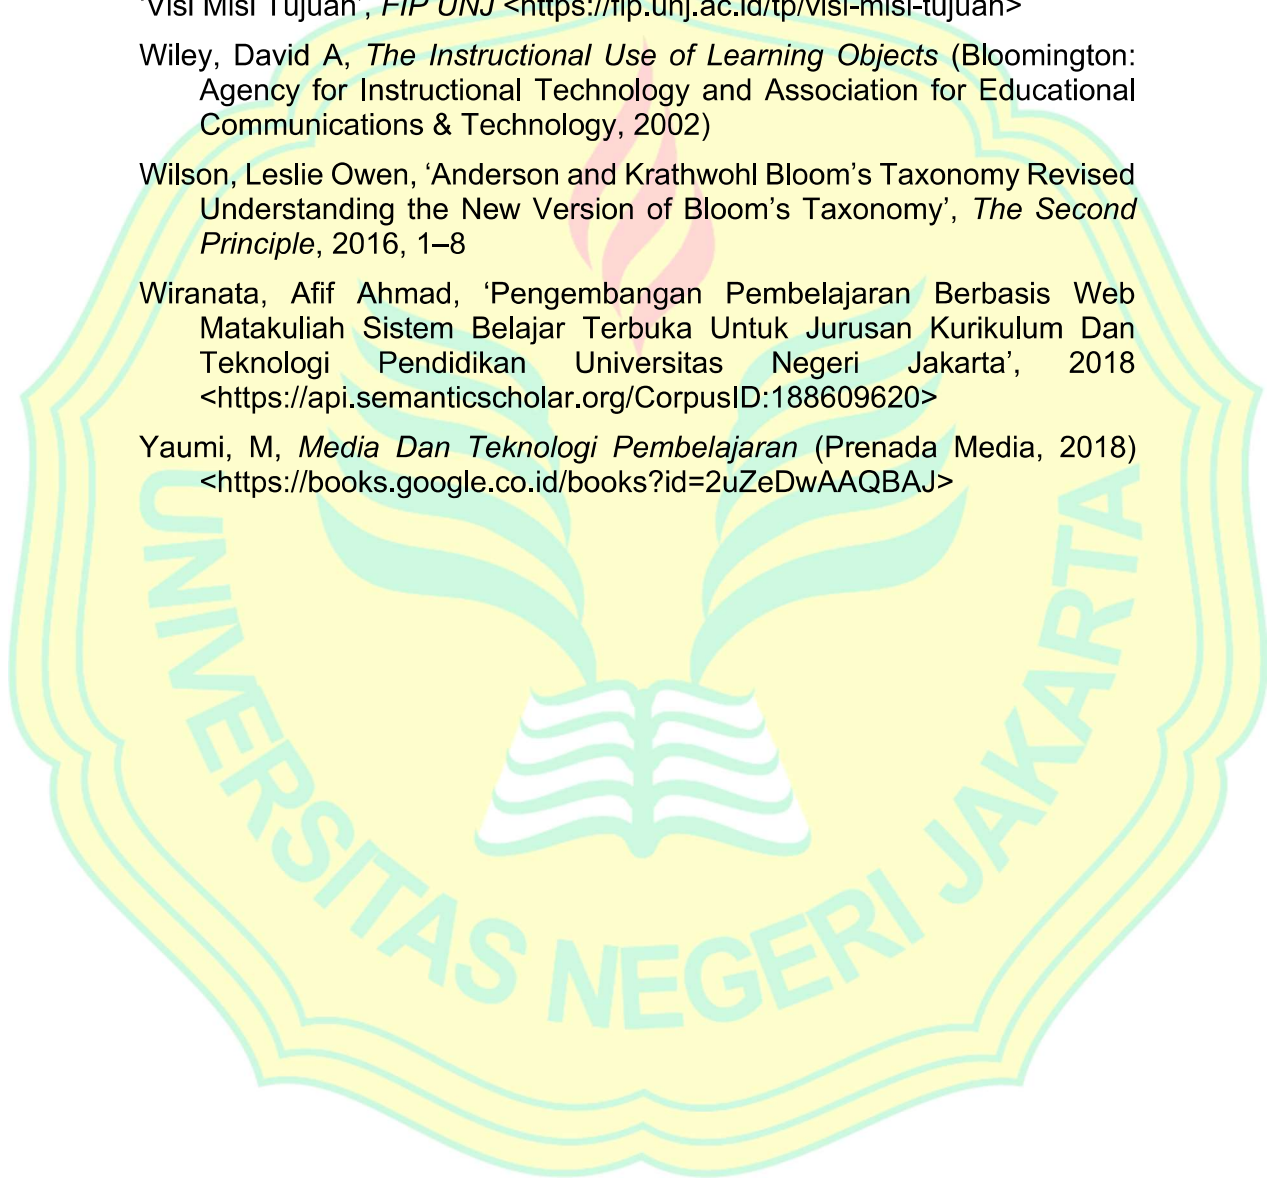 'Visi Misi Tujuan', FIP UNJ <https://fip.unj.ac.id/tp/visi-misi-tujuan>
Wiley, David A, The Instructional Use of Learning Objects (Bloomington:
Agency for Instructional Technology and Association for Educational
Communications & Technology, 2002)
Wilson, Leslie Owen, ‘Anderson and Krathwohl Bloom’s Taxonomy Revised
Understanding the New Version of Bloom’s Taxonomy’, The Second
Principle, 2016, 1–8
Wiranata, Afif Ahmad, ‘Pengembangan Pembelajaran Berbasis Web
Matakuliah Sistem Belajar Terbuka Untuk Jurusan Kurikulum Dan
Teknologi Pendidikan Universitas Negeri Jakarta’, 2018
<https://api.semanticscholar.org/CorpusID:188609620>
Yaumi, M, Media Dan Teknologi Pembelajaran (Prenada Media, 2018)
<https://books.google.co.id/books?id=2uZeDwAAQBAJ>
UNIVERSITAS NEGERI JAKARTA